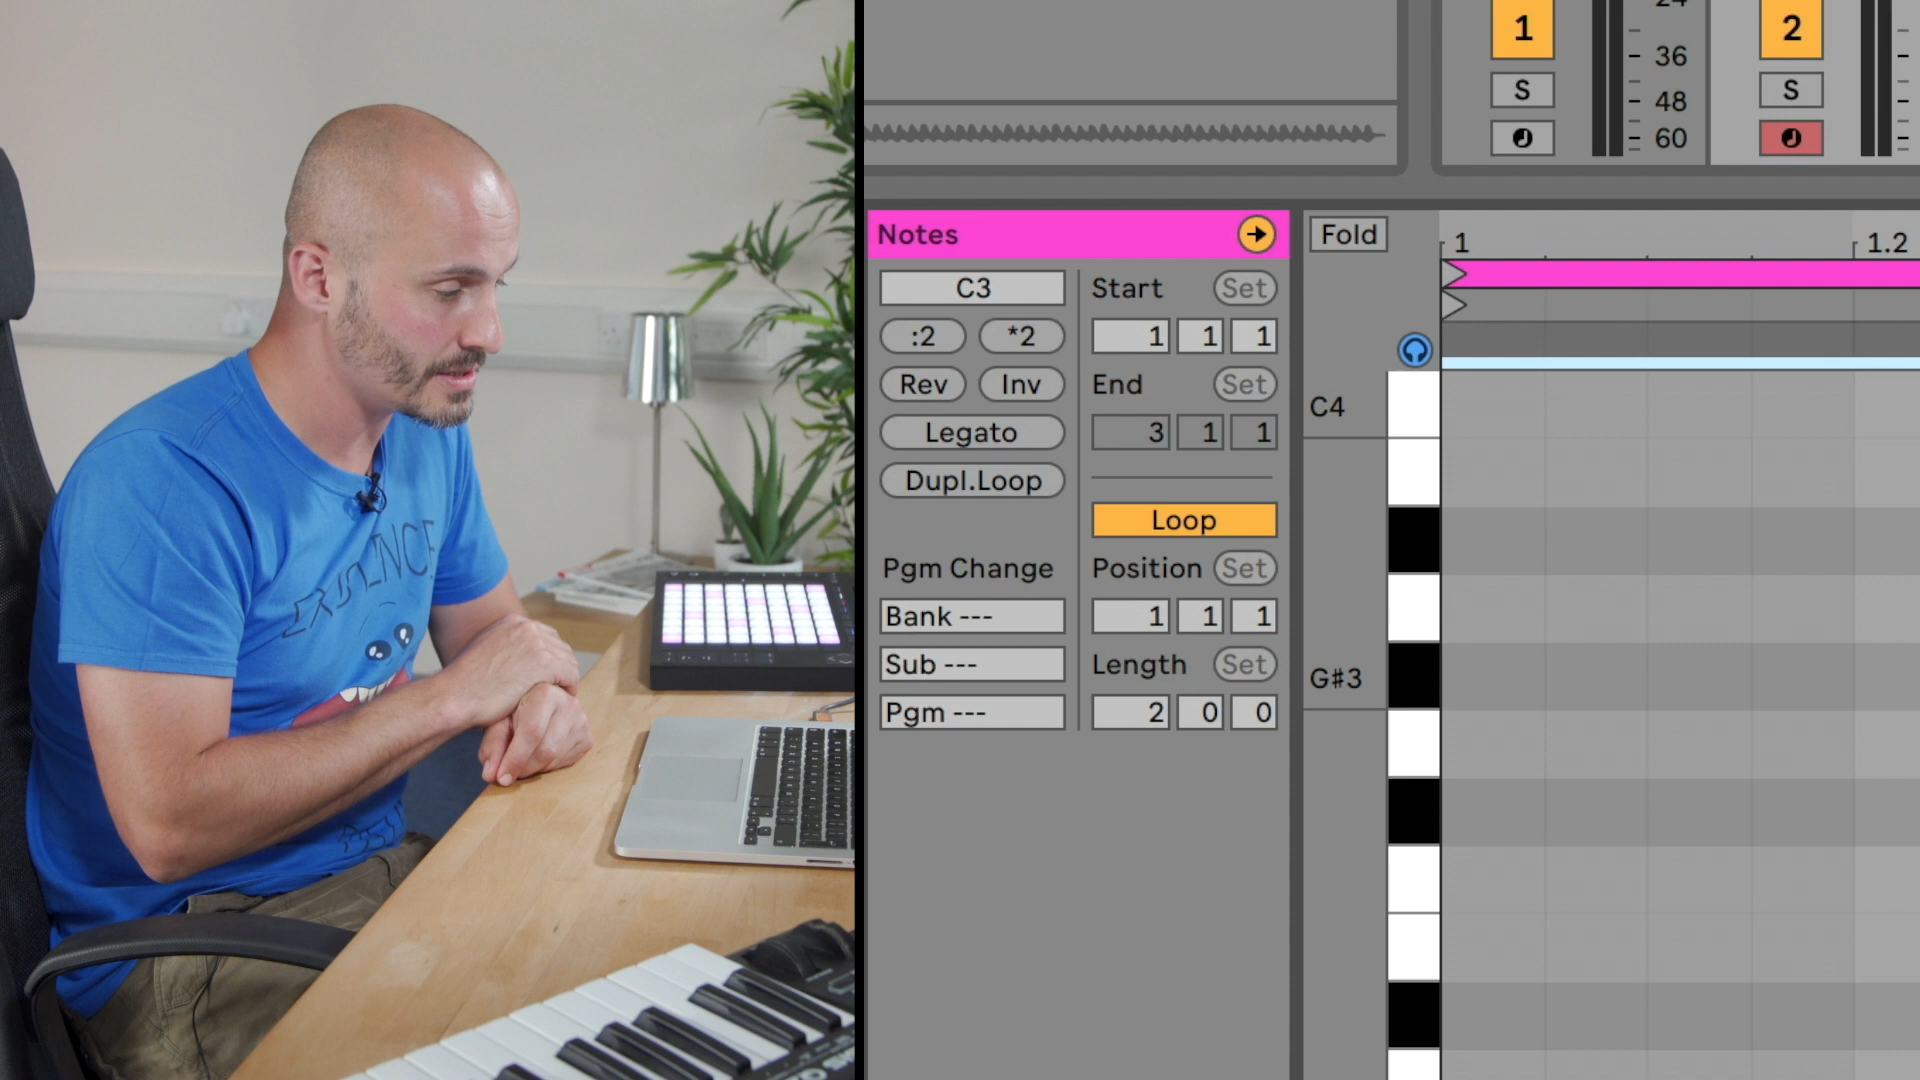 1
S
24
36
48
60
2
S
Notes
C3
:2
*2
Rev
Inv
Legato
Dupl.Loop
Pgm Change
Bank ---
Sub ---
Pgm ---
Start
Set
1
1
1
End
Set
3
1
1
Loop
Position
Set
1
1
1
Length
Set
2
0
0
Fold
1
1.2
C4
G#3